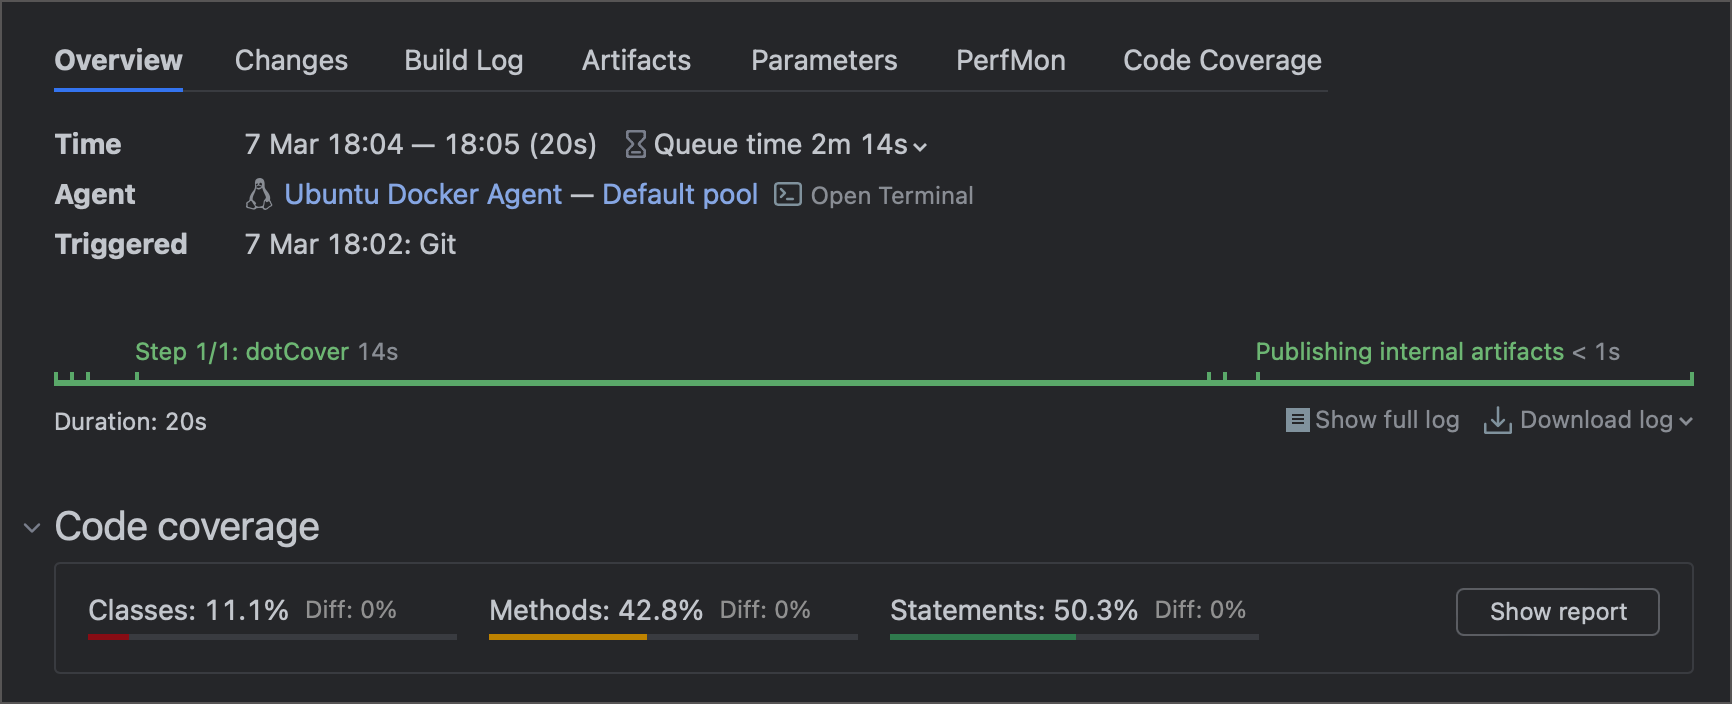 Overview Changes Build Log Artifacts Parameters PerfMon Code Coverage
Time 7 Mar 18:04 — 18:05 (20s) Queue time 2m 14s
Agent Ubuntu Docker Agent — Default pool Open Terminal
Triggered 7 Mar 18:02: Git
Step 1/1: dotCover 14s Publishing internal artifacts < 1s
Duration: 20s Show full log Download log
Code coverage
Classes: 11.1% Diff: 0% Methods: 42.8% Diff: 0% Statements: 50.3% Diff: 0% Show report